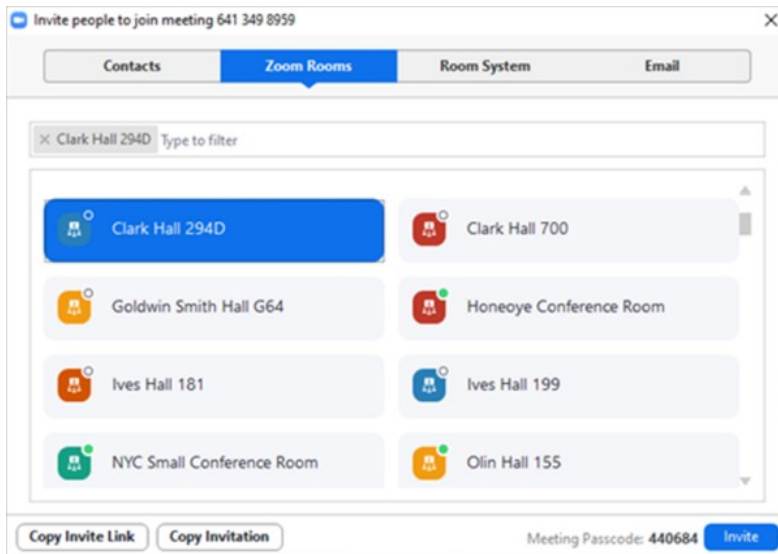 Invite people to join meeting 641 349 8959
Contacts Zoom Rooms Room System Email
Clark Hall 294D Type to filter
Clark Hall 294D Clark Hall 700
Goldwin Smith Hall G64 Honeoye Conference Room
Ives Hall 181 Ives Hall 199
NYC Small Conference Room Olin Hall 155
Copy Invite Link Copy Invitation Meeting Passcode: 440684 Invite